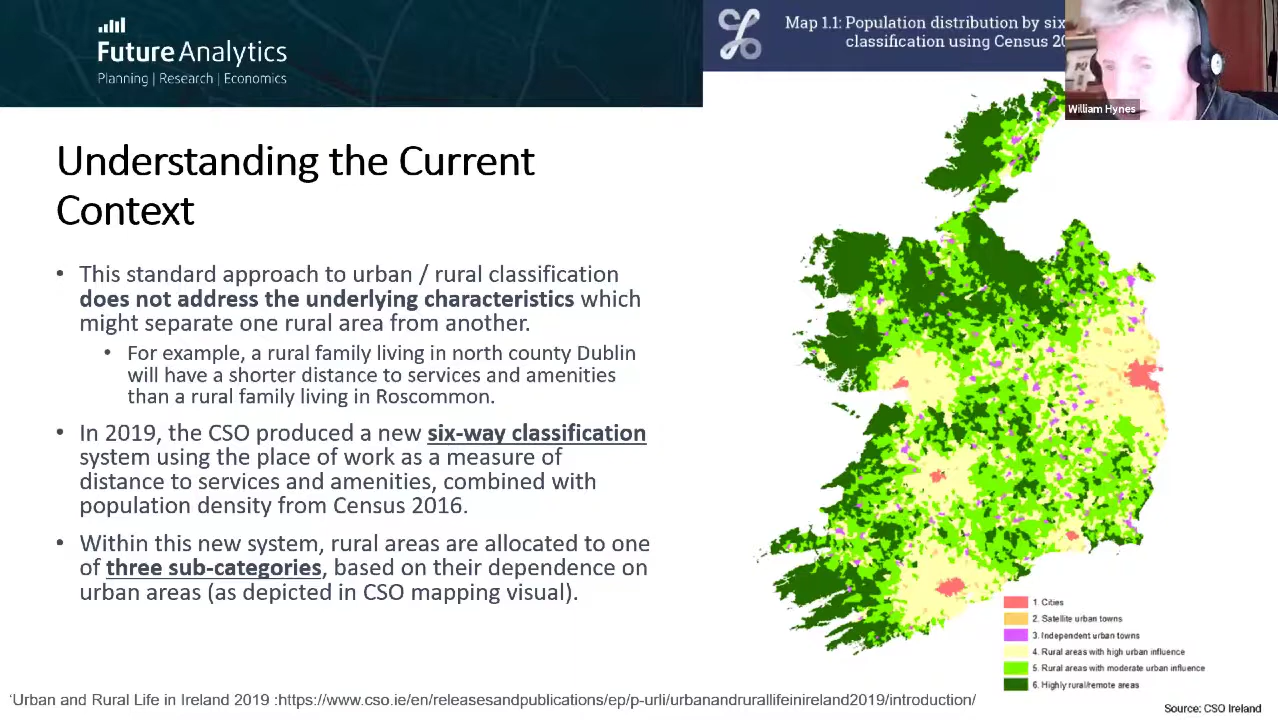 FutureAnalytics
Planning | Research | Economics
Map 1.1: Population distribution by six
classification using Census 20
William Hynes
Understanding the Current
Context
• This standard approach to urban / rural classification
does not address the underlying characteristics which
might separate one rural area from another.
• For example, a rural family living in north county Dublin
will have a shorter distance to services and amenities
than a rural family living in Roscommon.
• In 2019, the CSO produced a new six-way classification
system using the place of work as a measure of
distance to services and amenities, combined with
population density from Census 2016.
• Within this new system, rural areas are allocated to one
of three sub-categories, based on their dependence on
urban areas (as depicted in CSO mapping visual).
1. Cities
2. Satellite urban towns
3. Independent urban towns
4. Rural areas with high urban influence
5. Rural areas with moderate urban influence
6. Highly rural/remote areas
'Urban and Rural Life in Ireland 2019 :https://www.cso.ie/en/releasesandpublications/ep/p-urli/urbanandrurallifeinireland2019/introduction/
Source: CSO Ireland